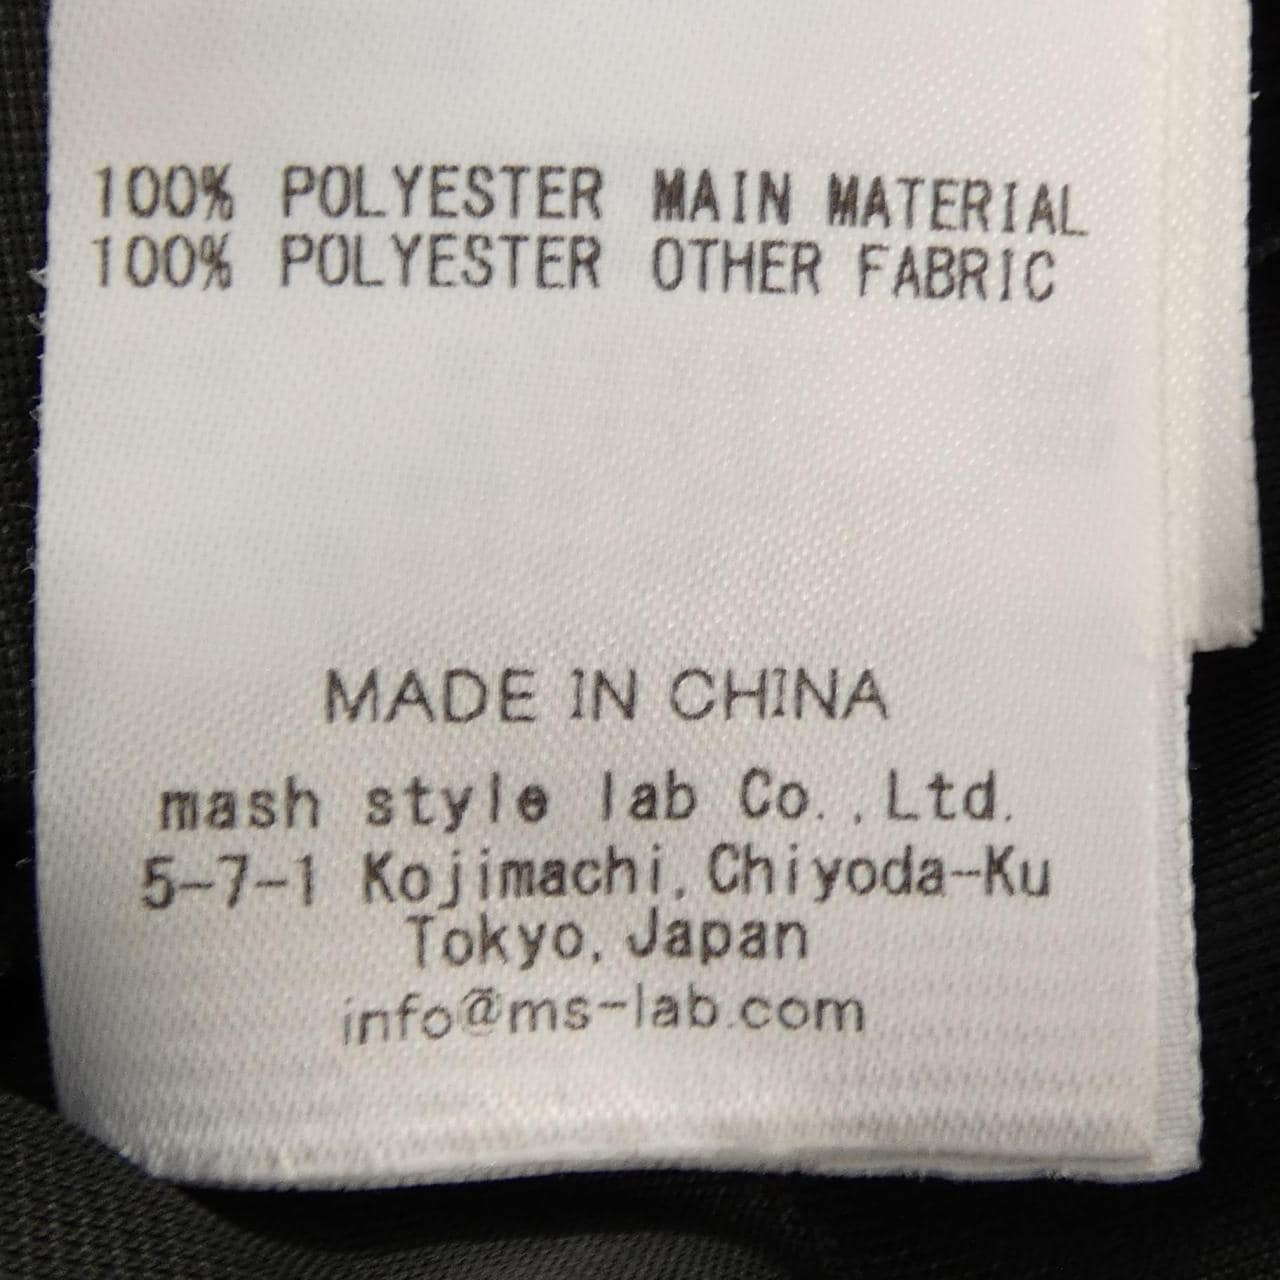 100% POLYESTER MAIN MATERIAL
100% POLYESTER OTHER FABRIC
MADE IN CHINA
mash style lab Co.,Ltd.
5-7-1 Kojimachi,Chiyoda-Ku
Tokyo,Japan
info@ms-lab.com